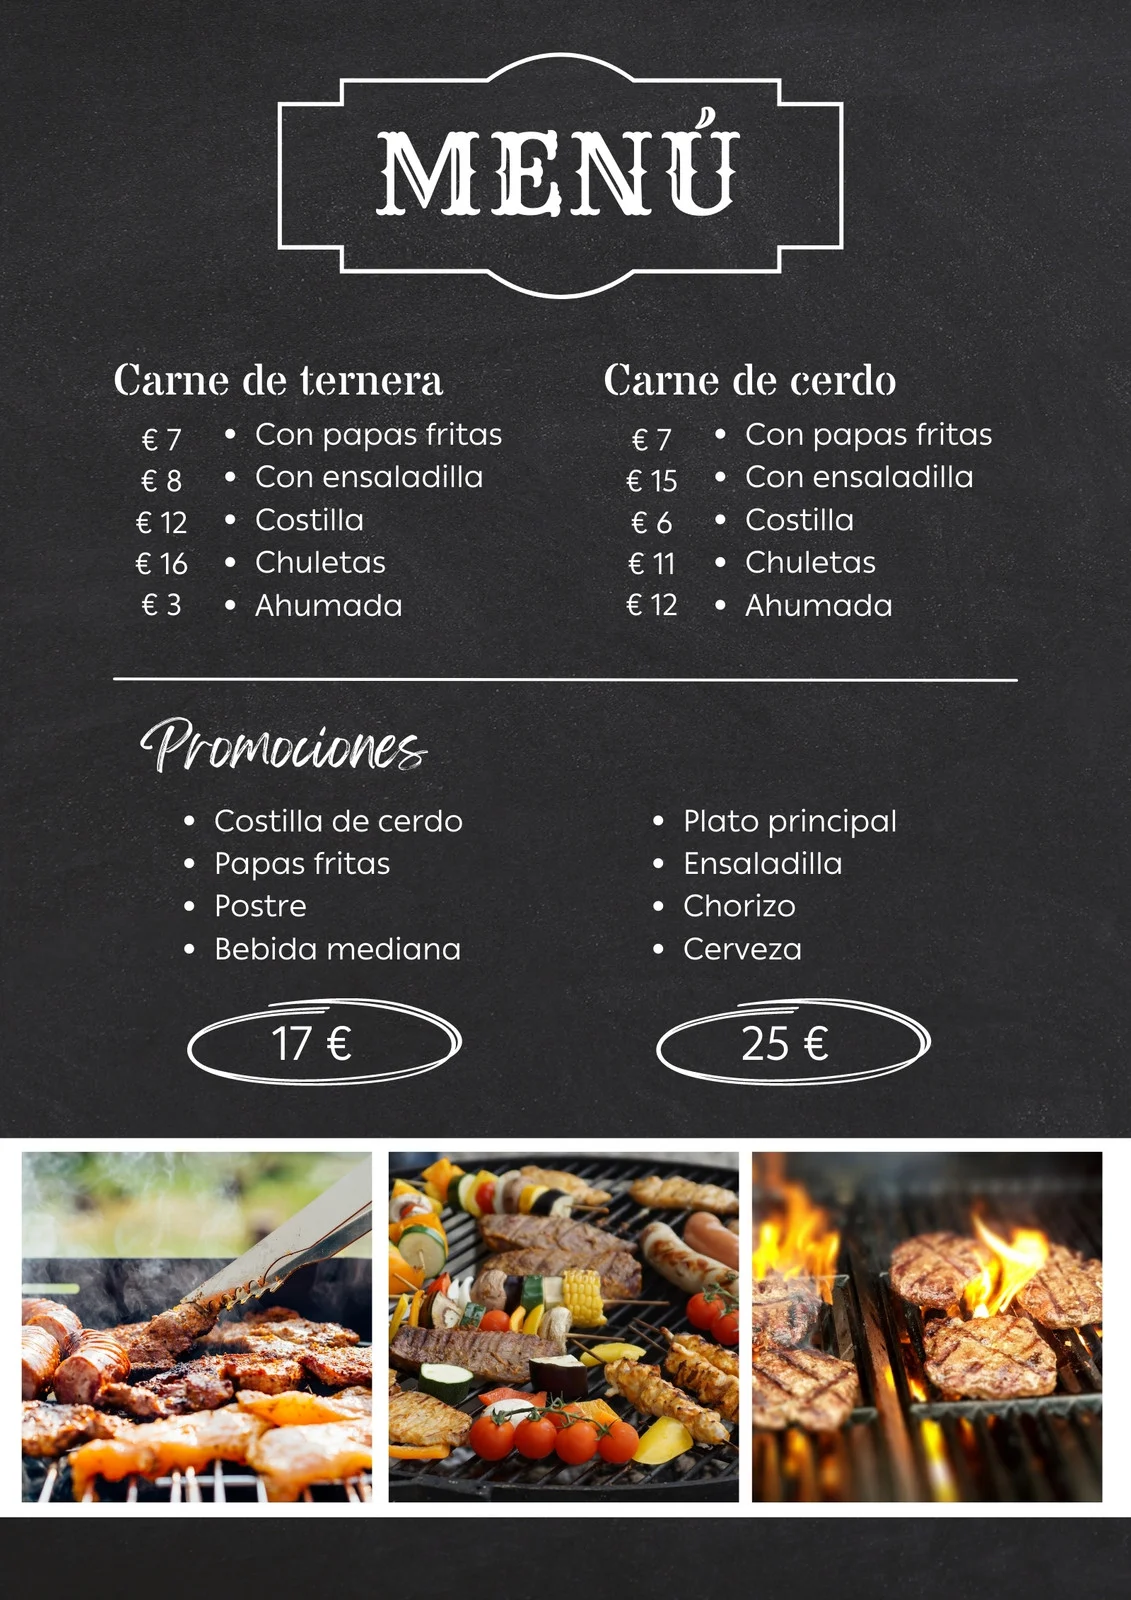 MENÚ
Carne de ternera
€ 7 • Con papas fritas
€ 8 • Con ensaladilla
€ 12 • Costilla
€ 16 • Chuletas
€ 3 • Ahumada
Carne de cerdo
€ 7 • Con papas fritas
€ 15 • Con ensaladilla
€ 6 • Costilla
€ 11 • Chuletas
€ 12 • Ahumada
Promociones
• Costilla de cerdo
• Papas fritas
• Postre
• Bebida mediana
17 €
• Plato principal
• Ensaladilla
• Chorizo
• Cerveza
25 €